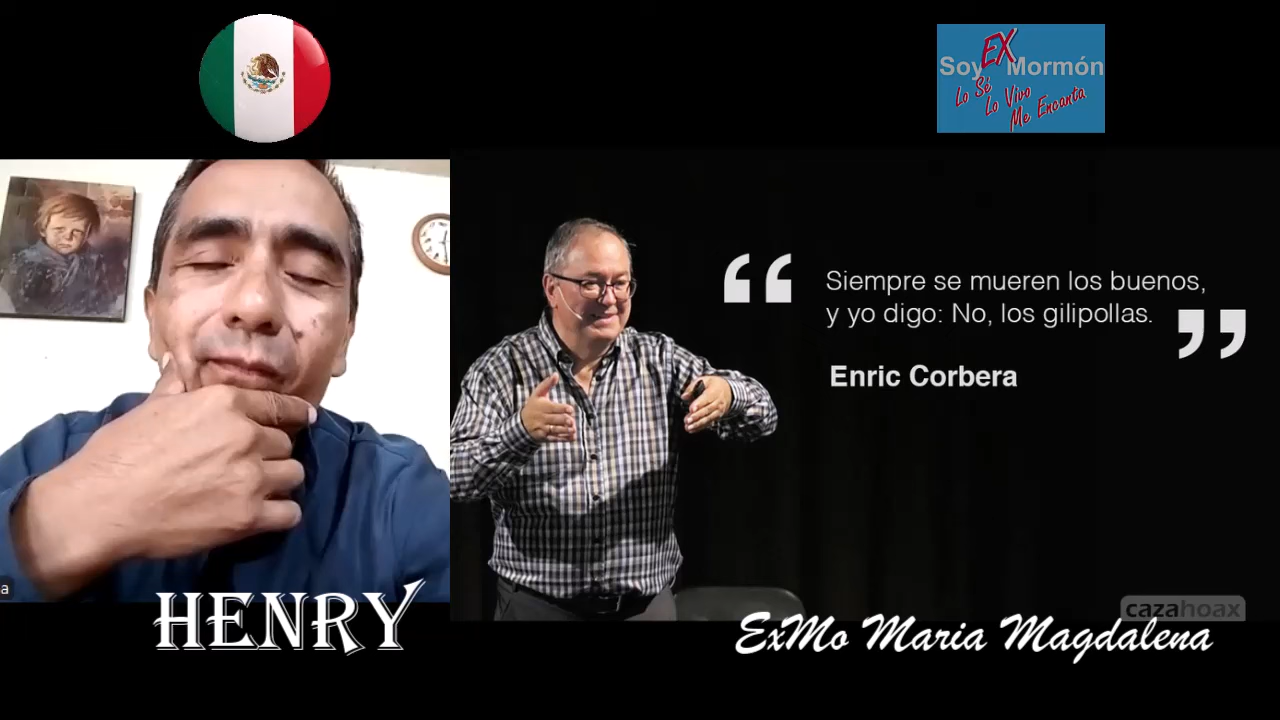 Soy EX Mormón
Lo Sé
Lo Vivo
Me Encanta
“ Siempre se mueren los buenos,
y yo digo: No, los gilipollas. ”
Enric Corbera
cazahoax
a
HENRY
ExMo Maria Magdalena